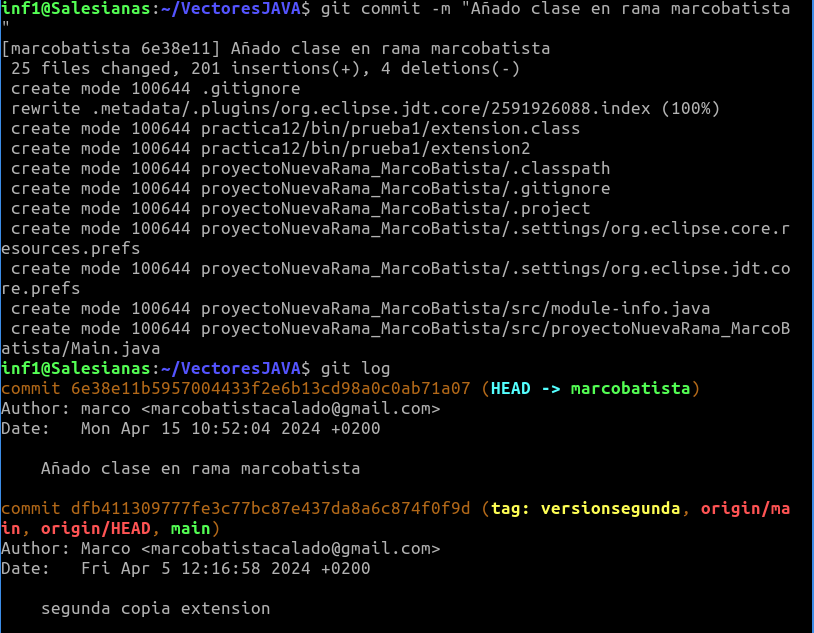 inf1@Salesianas:~/VectoresJAVA$ git commit -m "Añado clase en rama marcobatista
"
[marcobatista 6e38e11] Añado clase en rama marcobatista
 25 files changed, 201 insertions(+), 4 deletions(-)
 create mode 100644 .gitignore
 rewrite .metadata/.plugins/org.eclipse.jdt.core/2591926088.index (100%)
 create mode 100644 practica12/bin/prueba1/extension.class
 create mode 100644 practica12/bin/prueba1/extension2
 create mode 100644 proyectoNuevaRama_MarcoBatista/.classpath
 create mode 100644 proyectoNuevaRama_MarcoBatista/.gitignore
 create mode 100644 proyectoNuevaRama_MarcoBatista/.project
 create mode 100644 proyectoNuevaRama_MarcoBatista/.settings/org.eclipse.core.r
esources.prefs
 create mode 100644 proyectoNuevaRama_MarcoBatista/.settings/org.eclipse.jdt.co
re.prefs
 create mode 100644 proyectoNuevaRama_MarcoBatista/src/module-info.java
 create mode 100644 proyectoNuevaRama_MarcoBatista/src/proyectoNuevaRama_MarcoB
atista/Main.java
inf1@Salesianas:~/VectoresJAVA$ git log
commit 6e38e11b5957004433f2e6b13cd98a0c0ab71a07 (HEAD -> marcobatista)
Author: marco <marcobatistacalado@gmail.com>
Date:   Mon Apr 15 10:52:04 2024 +0200

    Añado clase en rama marcobatista

commit dfb411309777fe3c77bc87e437da8a6c874f0f9d (tag: versionsegunda, origin/ma
in, origin/HEAD, main)
Author: Marco <marcobatistacalado@gmail.com>
Date:   Fri Apr 5 12:16:58 2024 +0200

    segunda copia extension